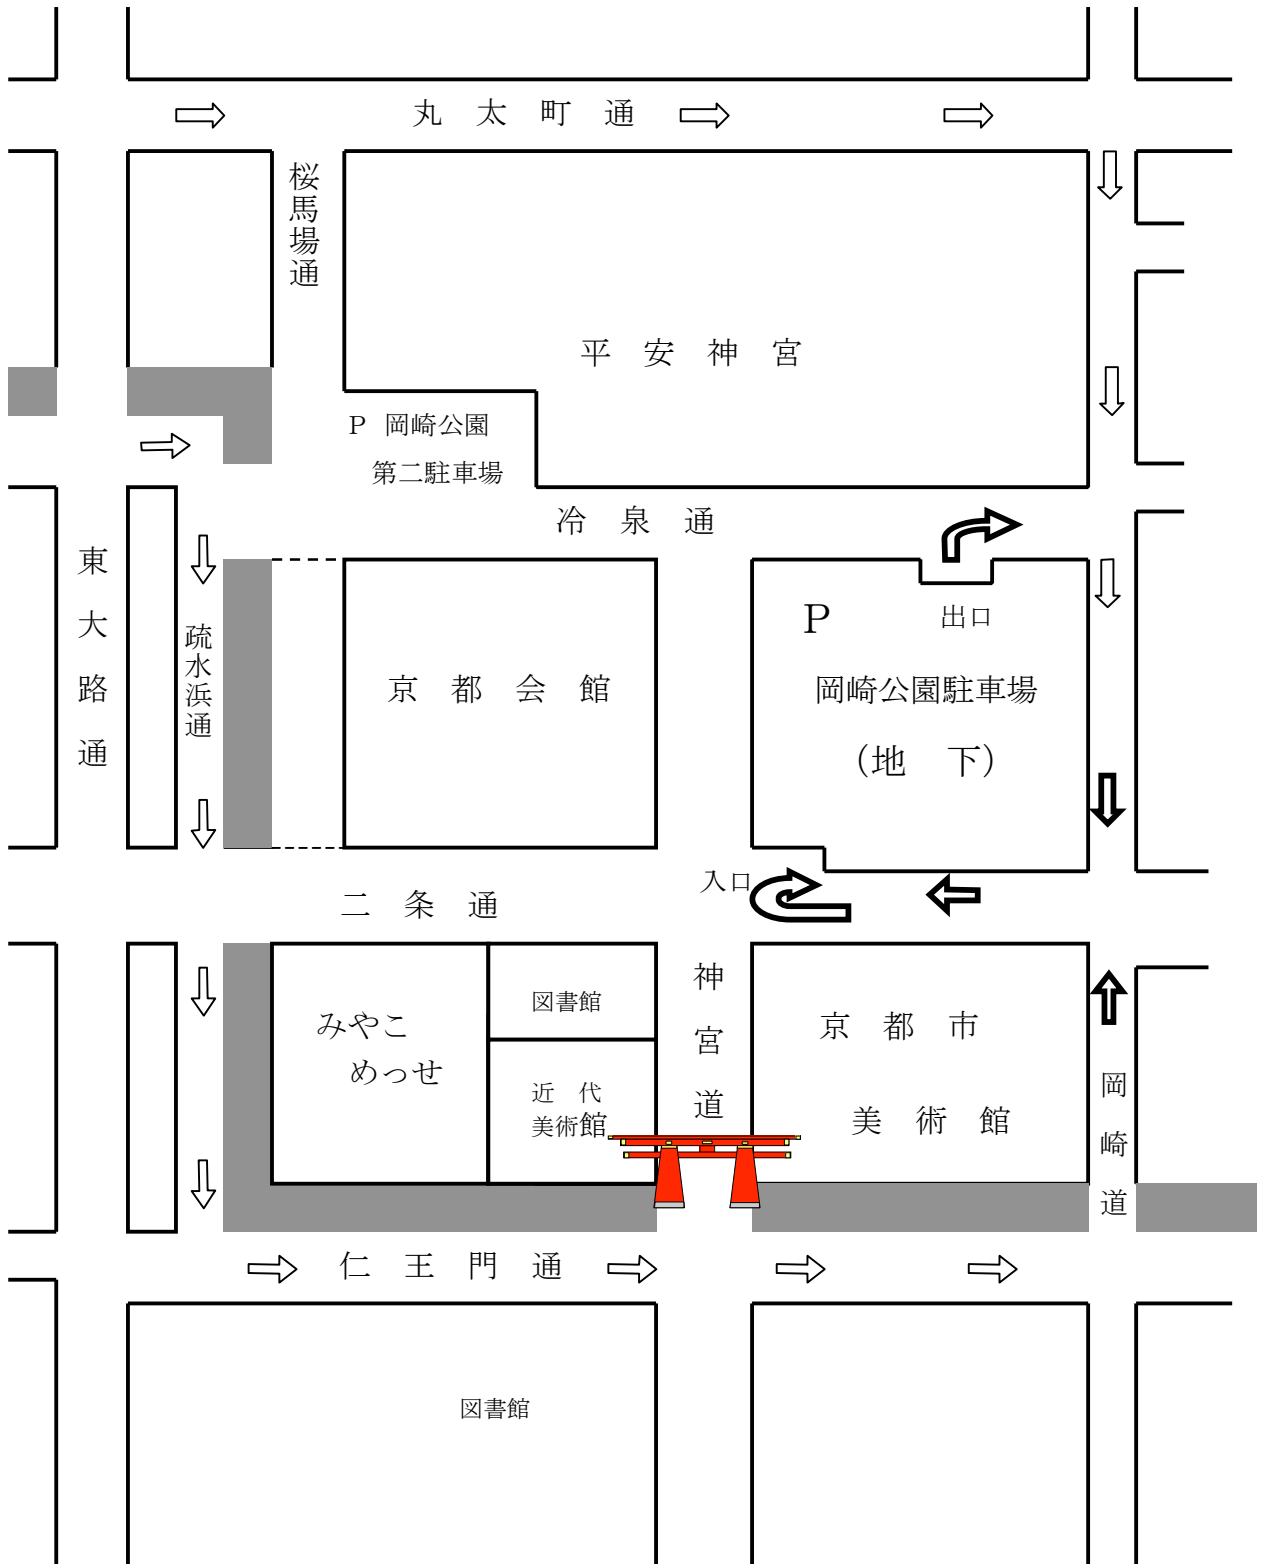 丸太町通
桜馬場通
平安神宮
P 岡崎公園
第二駐車場
冷泉通
東大路通
疏水浜通
京都会館
P
出口
岡崎公園駐車場
（地 下）
入口
二条通
みやこ
めっせ
図書館
近代
美術館
神宮道
京都市
美術館
岡崎道
仁王門通
図書館